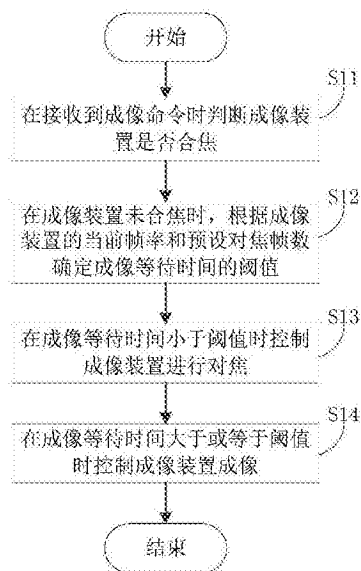 开始
S11
在接收到成像命令时判断成像装
置是否合焦
S12
在成像装置未合焦时，根据成像
装置的当前帧率和预设对焦帧数
确定成像等待时间的阈值
S13
在成像等待时间小于阈值时控制
成像装置进行对焦
S14
在成像等待时间大于或等于阈值
时控制成像装置成像
结束